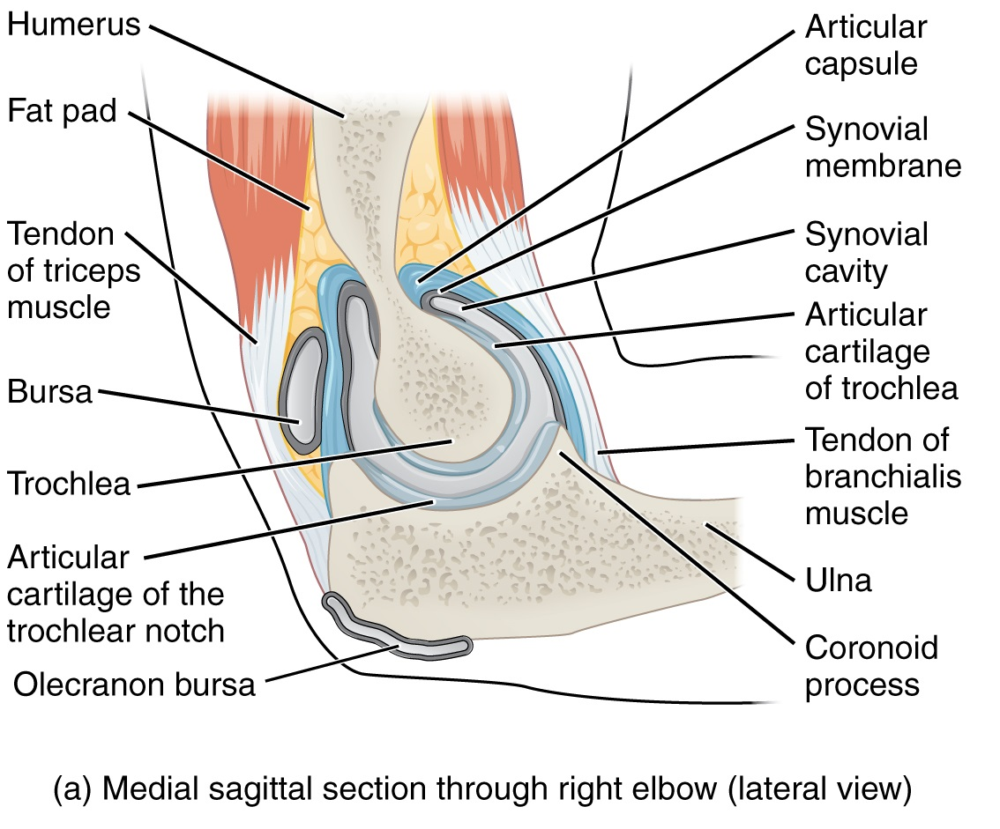 Humerus
Fat pad
Tendon
of triceps
muscle
Bursa
Trochlea
Articular
cartilage of the
trochlear notch
Olecranon bursa
Articular
capsule
Synovial
membrane
Synovial
cavity
Articular
cartilage
of trochlea
Tendon of
branchialis
muscle
Ulna
Coronoid
process
(a) Medial sagittal section through right elbow (lateral view)